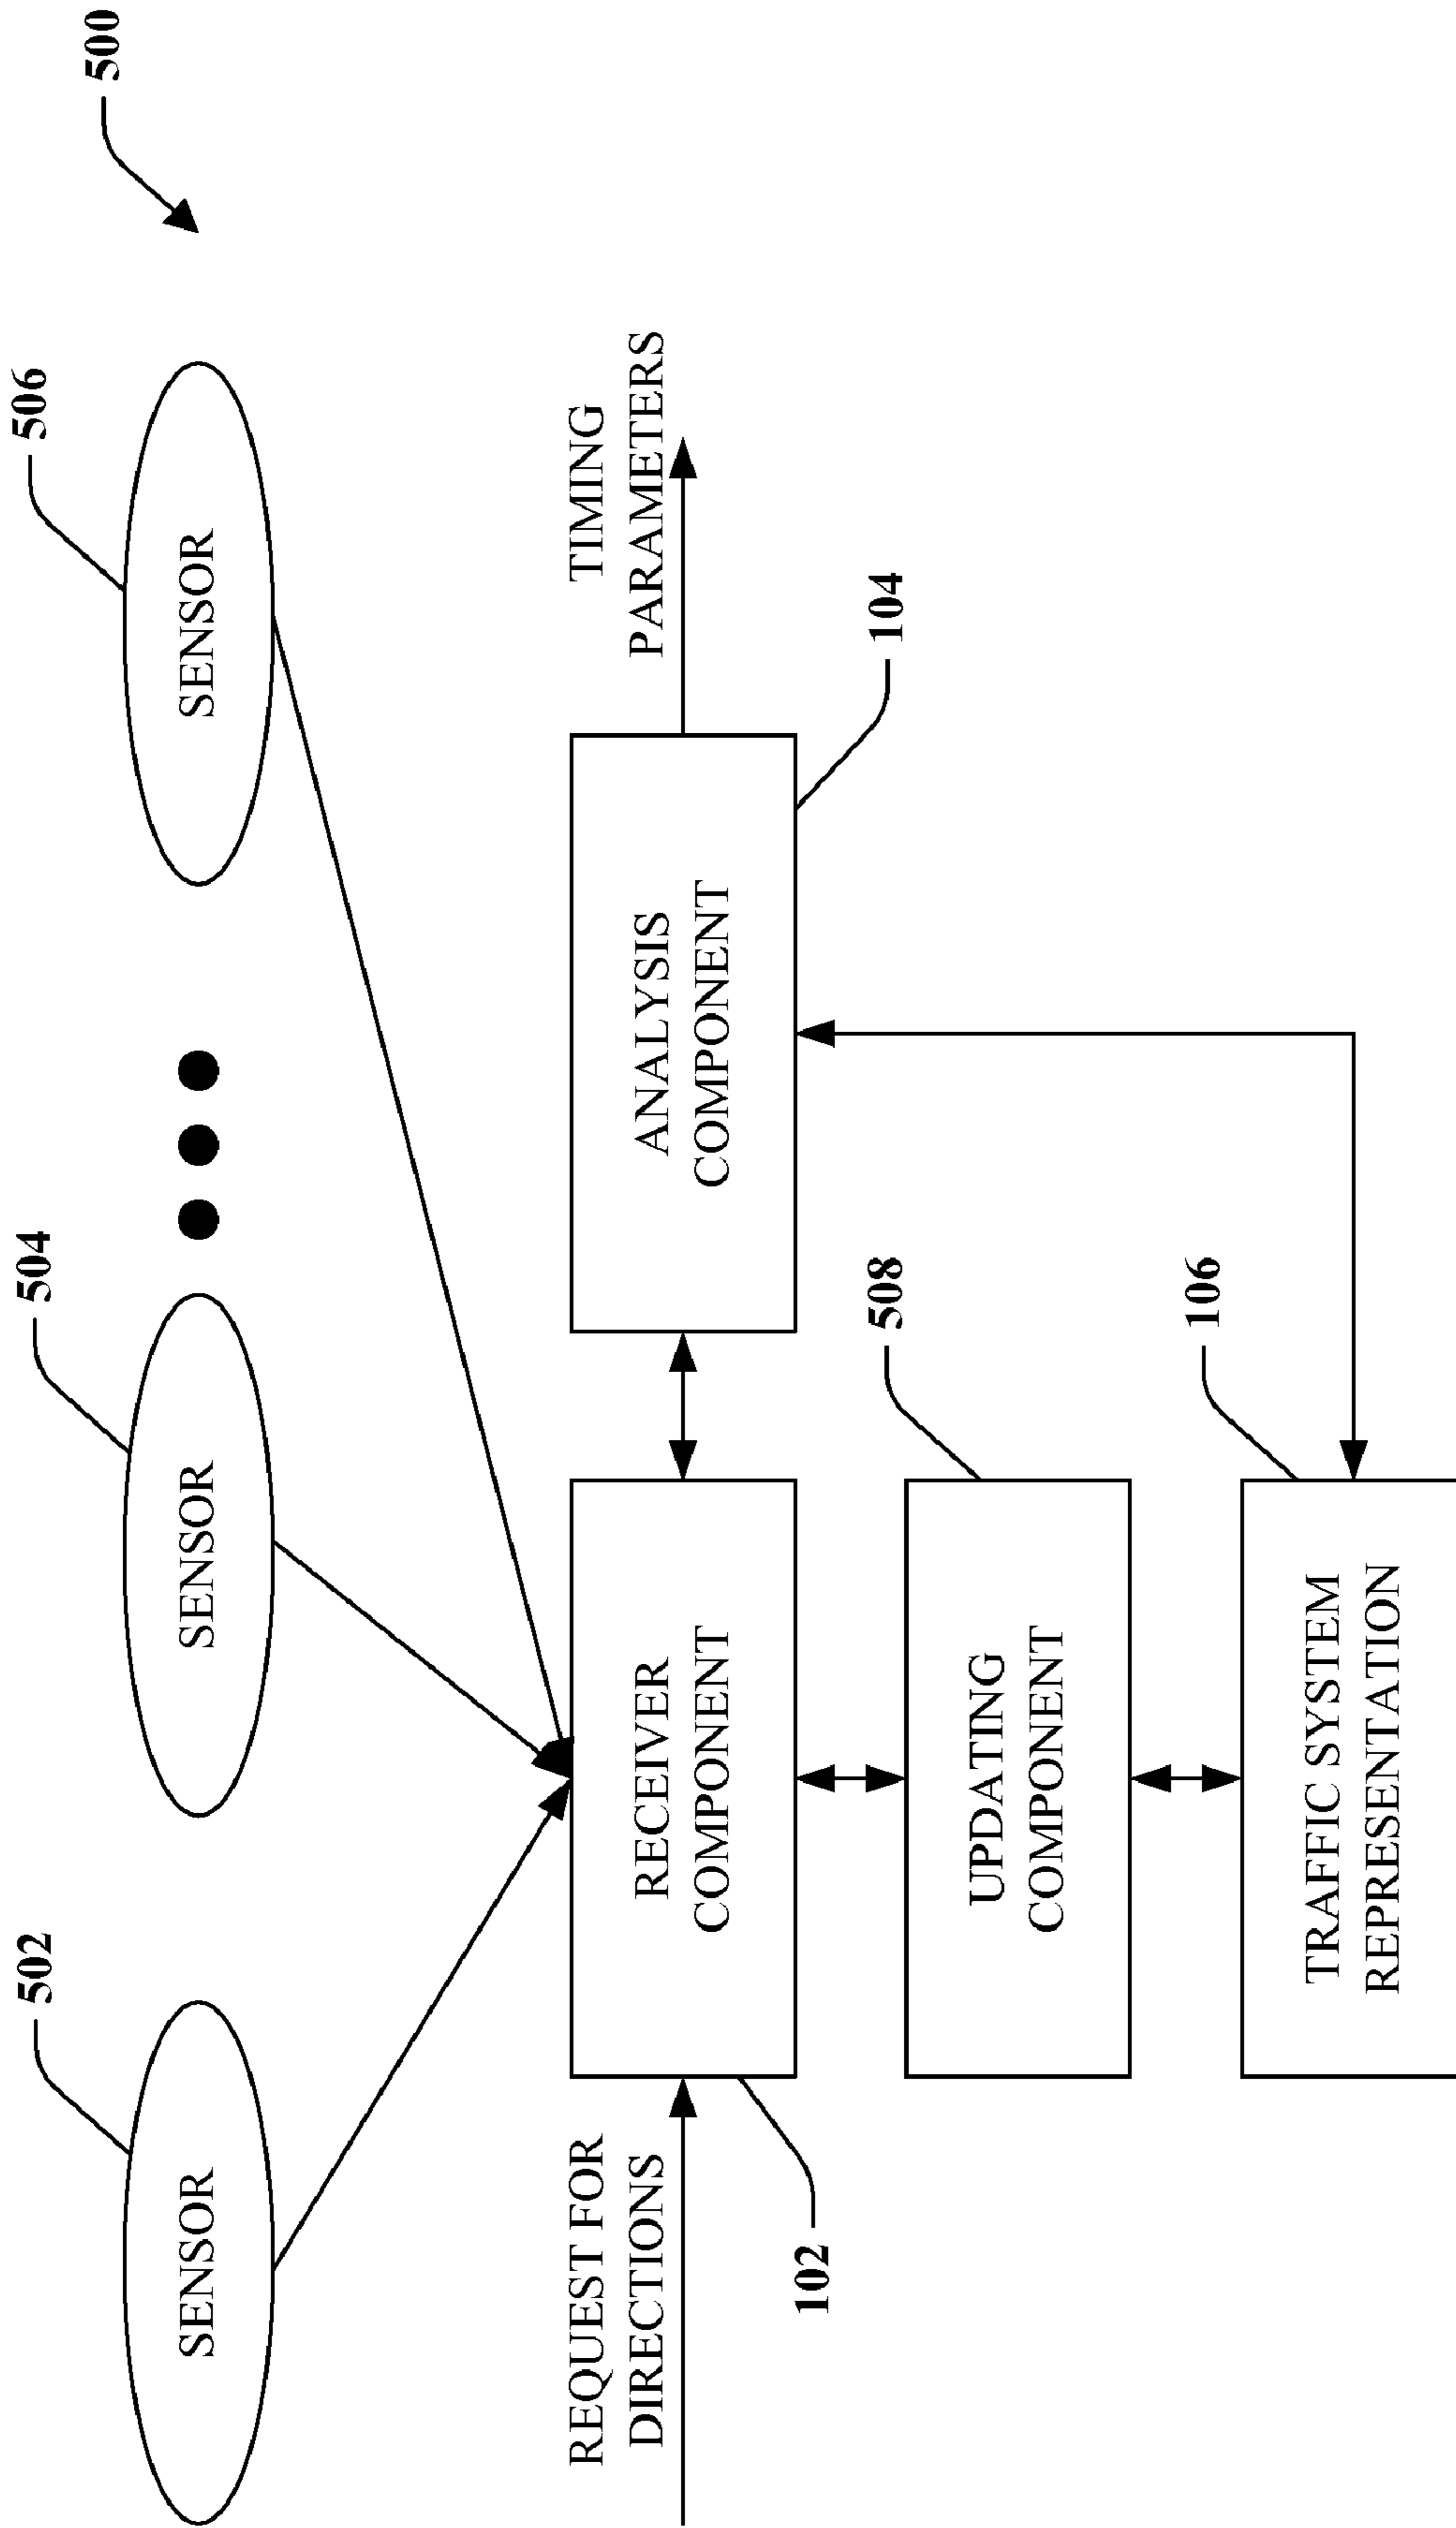 500
502
504
506
SENSOR
SENSOR
SENSOR
REQUEST FOR
DIRECTIONS
RECEIVER
COMPONENT
ANALYSIS
COMPONENT
TIMING
PARAMETERS
102
104
UPDATING
COMPONENT
508
TRAFFIC SYSTEM
REPRESENTATION
106